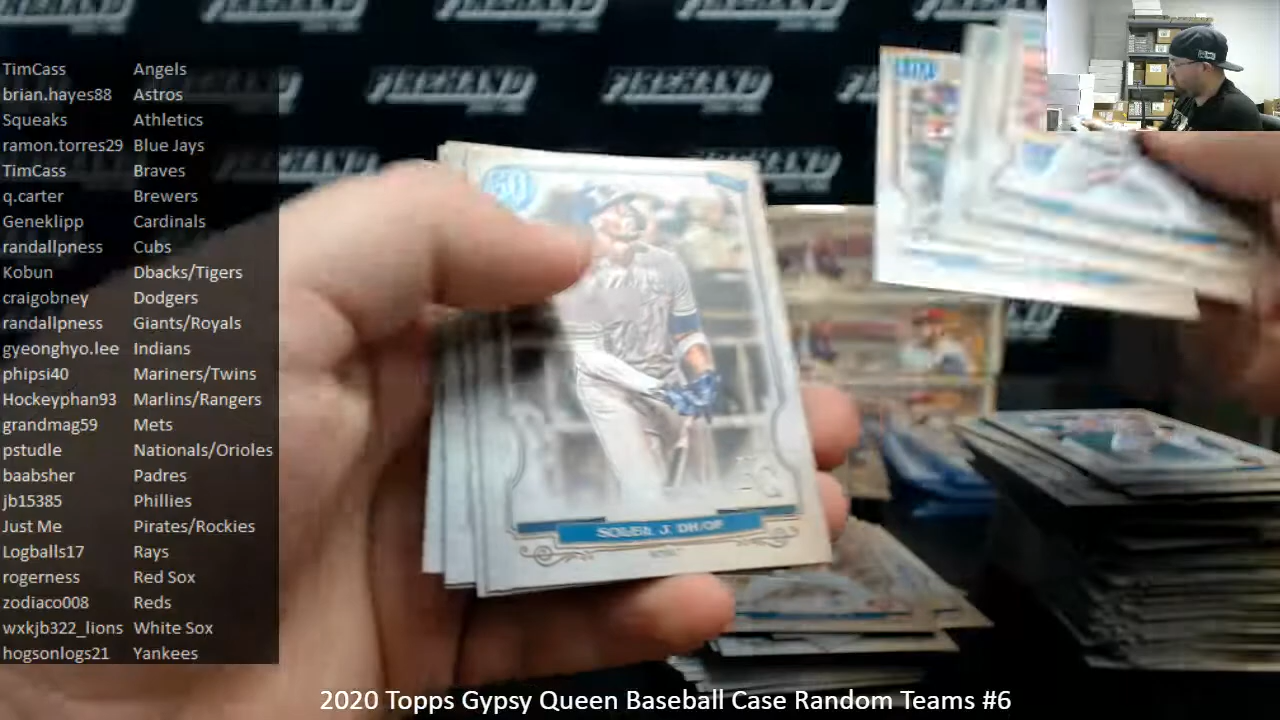 TimCass Angels
brian.hayes88 Astros
Squeaks Athletics
ramon.torres29 Blue Jays
TimCass Braves
q.carter Brewers
Geneklipp Cardinals
randallpness Cubs
Kobun Dbacks/Tigers
craigobney Dodgers
randallpness Giants/Royals
gyeonghyo.lee Indians
phipsi40 Mariners/Twins
Hockeyphan93 Marlins/Rangers
grandmag59 Mets
pstudle Nationals/Orioles
baabsher Padres
jb15385 Phillies
Just Me Pirates/Rockies
Logballs17 Rays
rogerness Red Sox
zodiaco008 Reds
wxkjb322_lions White Sox
hogsonlogs21 Yankees
GQ
SOLER J. DH/OF
2020 Topps Gypsy Queen Baseball Case Random Teams #6